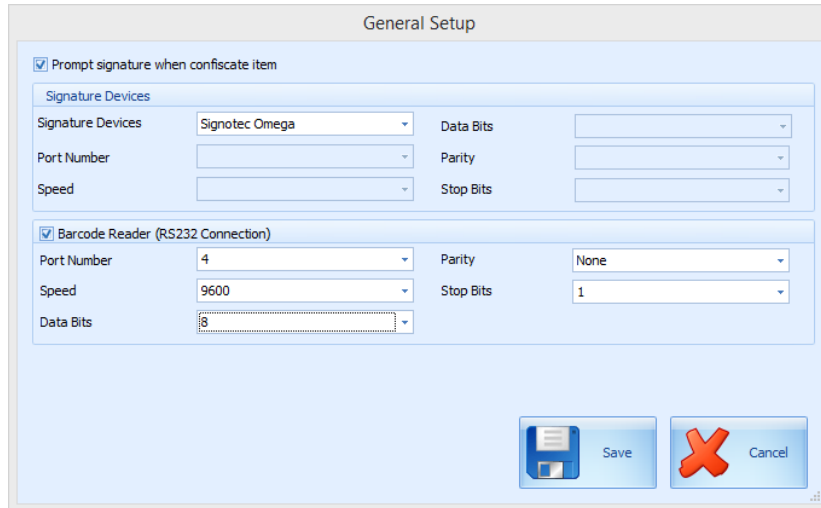 General Setup
Prompt signature when confiscate item
Signature Devices
Signature Devices Signotec Omega Data Bits
Port Number Parity
Speed Stop Bits
Barcode Reader (RS232 Connection)
Port Number 4 Parity None
Speed 9600 Stop Bits 1
Data Bits 8
Save Cancel